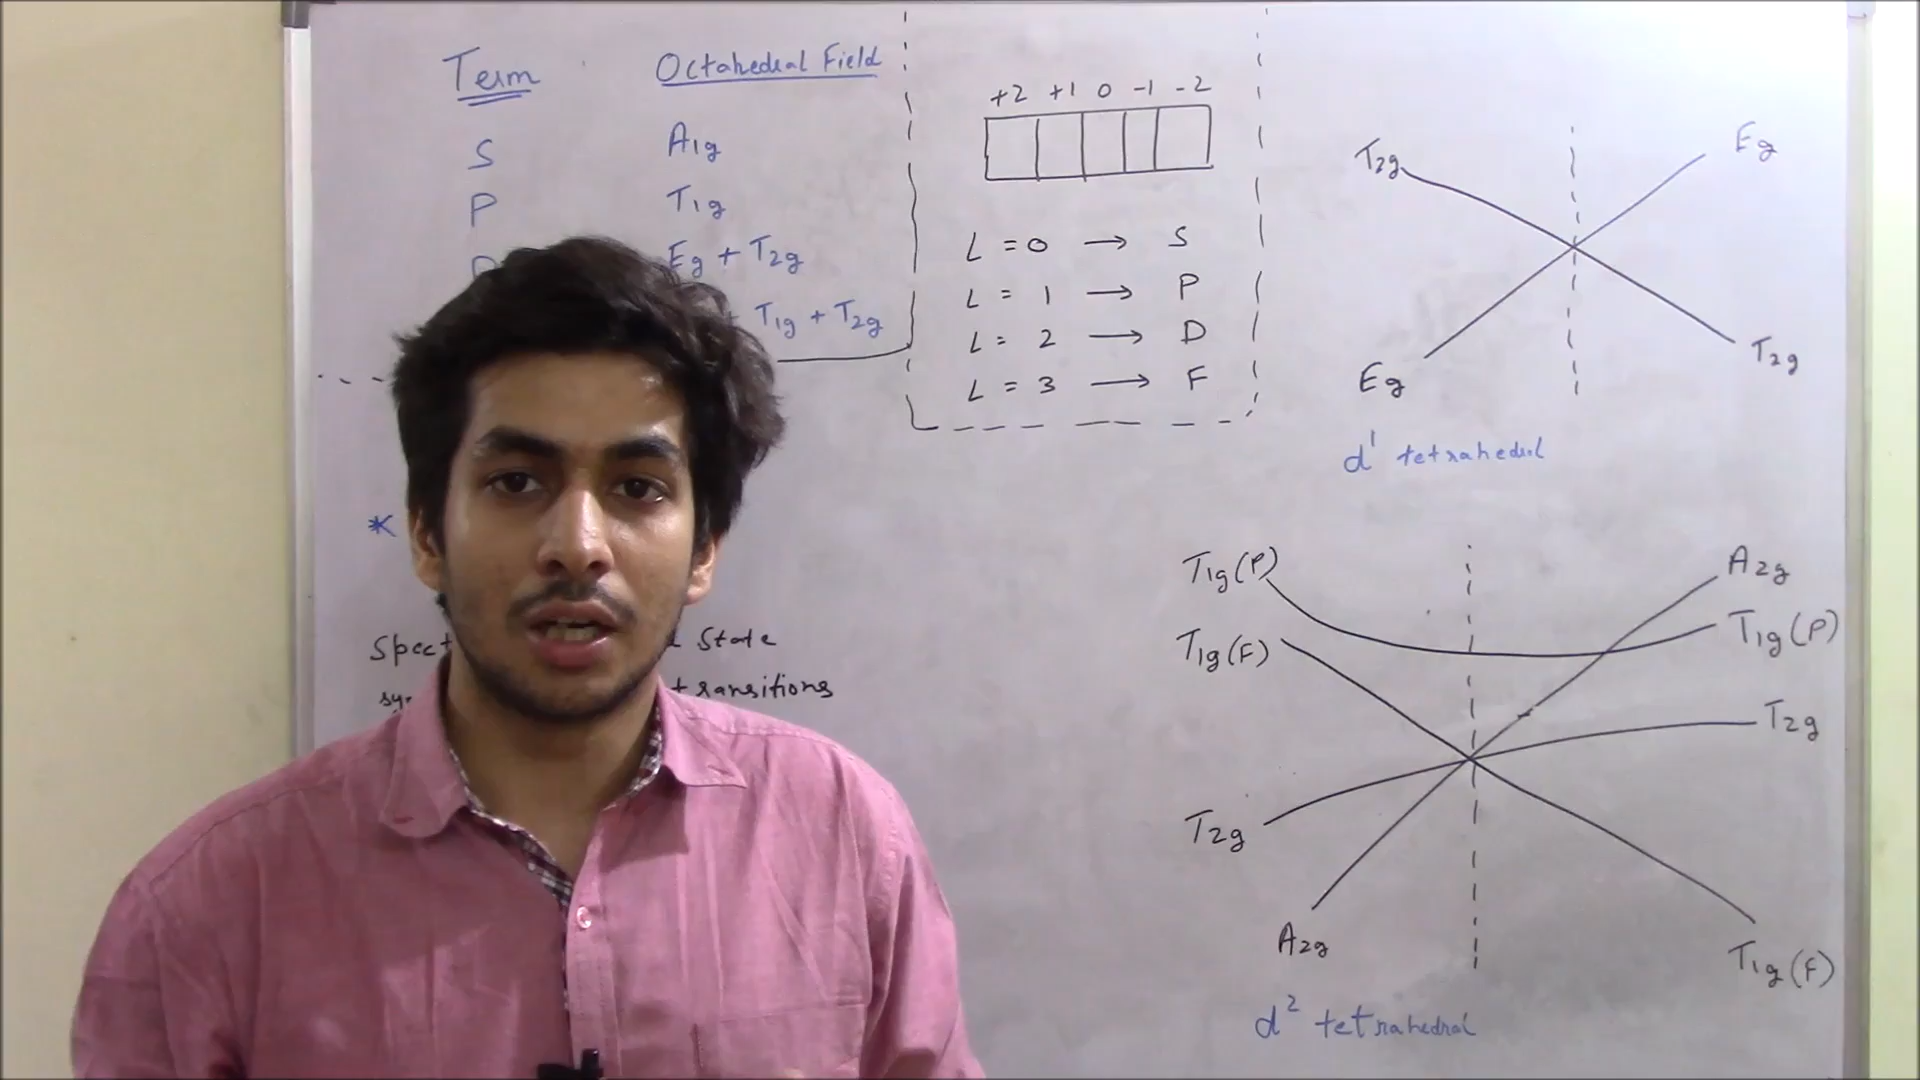 Term Octahedral Field
S A1g
P T1g
Eg + T2g
+ T1g + T2g
+2 +1 0 -1 -2
L = 0 → S
L = 1 → P
L = 2 → D
L = 3 → F
*
State
transitions
T2g Eg
Eg T2g
d¹ tetrahedral
T1g(P) A2g
T1g(F) T1g(P)
T2g T2g
A2g T1g(F)
d² tetrahedral